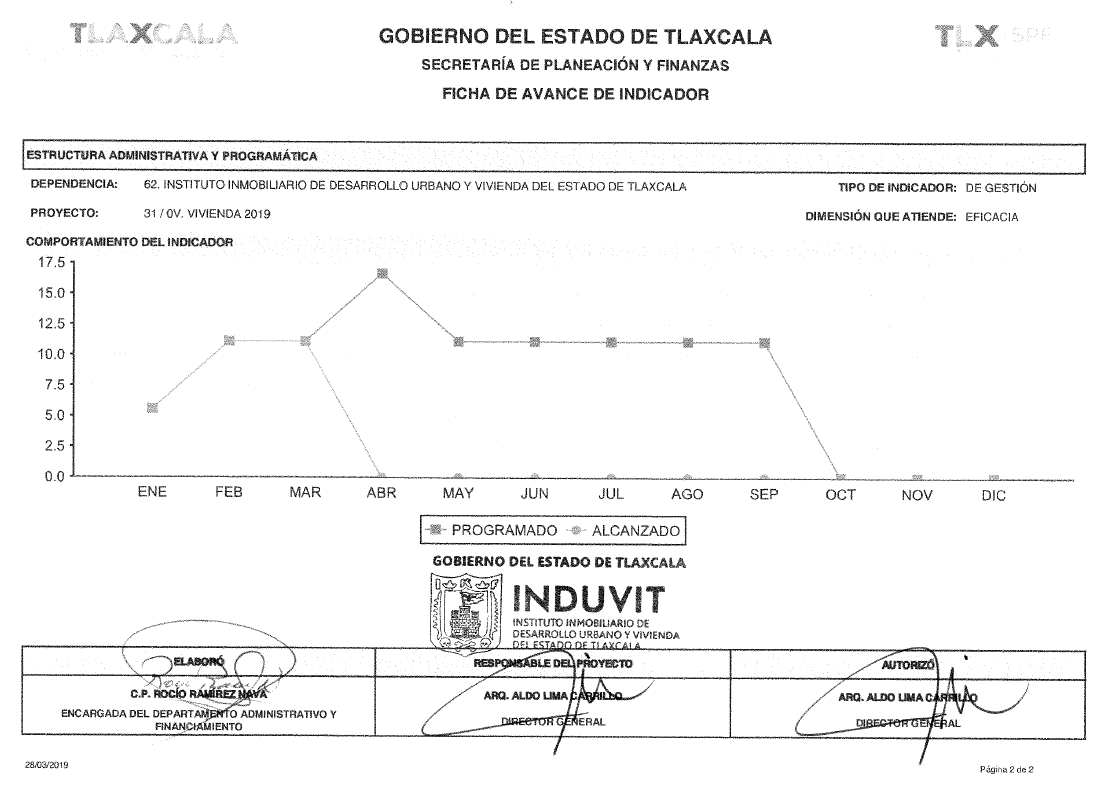 TLAXCALA
GOBIERNO DEL ESTADO DE TLAXCALA
TLX SPF
SECRETARÍA DE PLANEACIÓN Y FINANZAS
FICHA DE AVANCE DE INDICADOR
ESTRUCTURA ADMINISTRATIVA Y PROGRAMÁTICA
DEPENDENCIA: 62. INSTITUTO INMOBILIARIO DE DESARROLLO URBANO Y VIVIENDA DEL ESTADO DE TLAXCALA
TIPO DE INDICADOR: DE GESTIÓN
PROYECTO: 31 / 0V. VIVIENDA 2019
DIMENSIÓN QUE ATIENDE: EFICACIA
COMPORTAMIENTO DEL INDICADOR
17.5
15.0
12.5
10.0
7.5
5.0
2.5
0.0
ENE FEB MAR ABR MAY JUN JUL AGO SEP OCT NOV DIC
PROGRAMADO ALCANZADO
GOBIERNO DEL ESTADO DE TLAXCALA
INDUVIT
INSTITUTO INMOBILIARIO DE
DESARROLLO URBANO Y VIVIENDA
DEL ESTADO DE TLAXCALA
ELABORÓ
RESPONSABLE DEL PROYECTO
AUTORIZÓ
C.P. ROCÍO RAMÍREZ NAVA
ARQ. ALDO LIMA CARRILLO
ARQ. ALDO LIMA CARRILLO
ENCARGADA DEL DEPARTAMENTO ADMINISTRATIVO Y
FINANCIAMIENTO
DIRECTOR GENERAL
DIRECTOR GENERAL
28/03/2019
Página 2 de 2